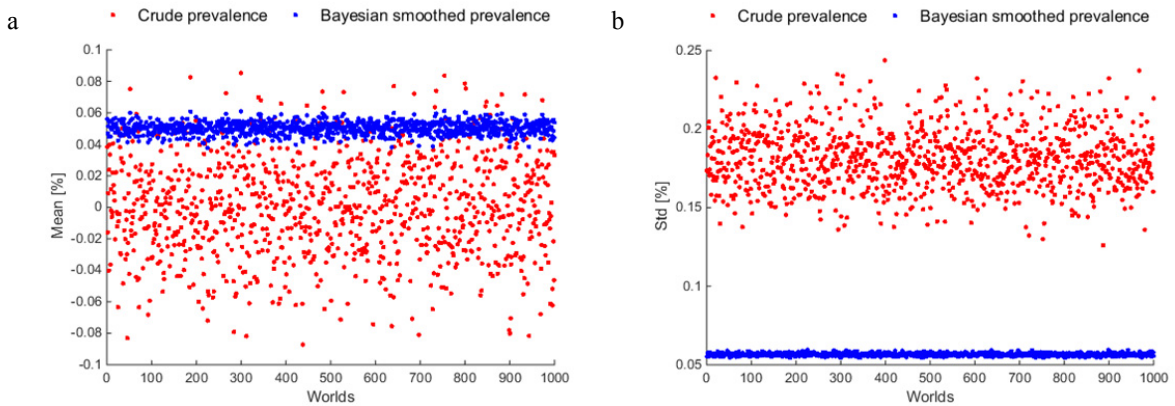 a
Crude prevalence Bayesian smoothed prevalence
0.1
0.08
0.06
0.04
0.02
0
-0.02
-0.04
-0.06
-0.08
-0.1
Mean [%]
0 100 200 300 400 500 600 700 800 900 1000
Worlds
b
Crude prevalence Bayesian smoothed prevalence
0.25
0.2
0.15
0.1
0.05
Std [%]
0 100 200 300 400 500 600 700 800 900 1000
Worlds